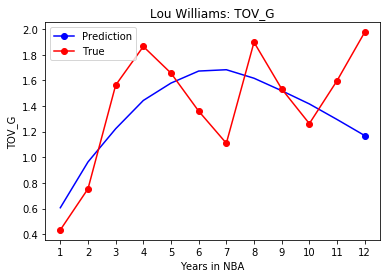 Lou Williams: TOV_G
Prediction
True
2.0
1.8
1.6
1.4
1.2
1.0
0.8
0.6
0.4
TOV_G
1 2 3 4 5 6 7 8 9 10 11 12
Years in NBA